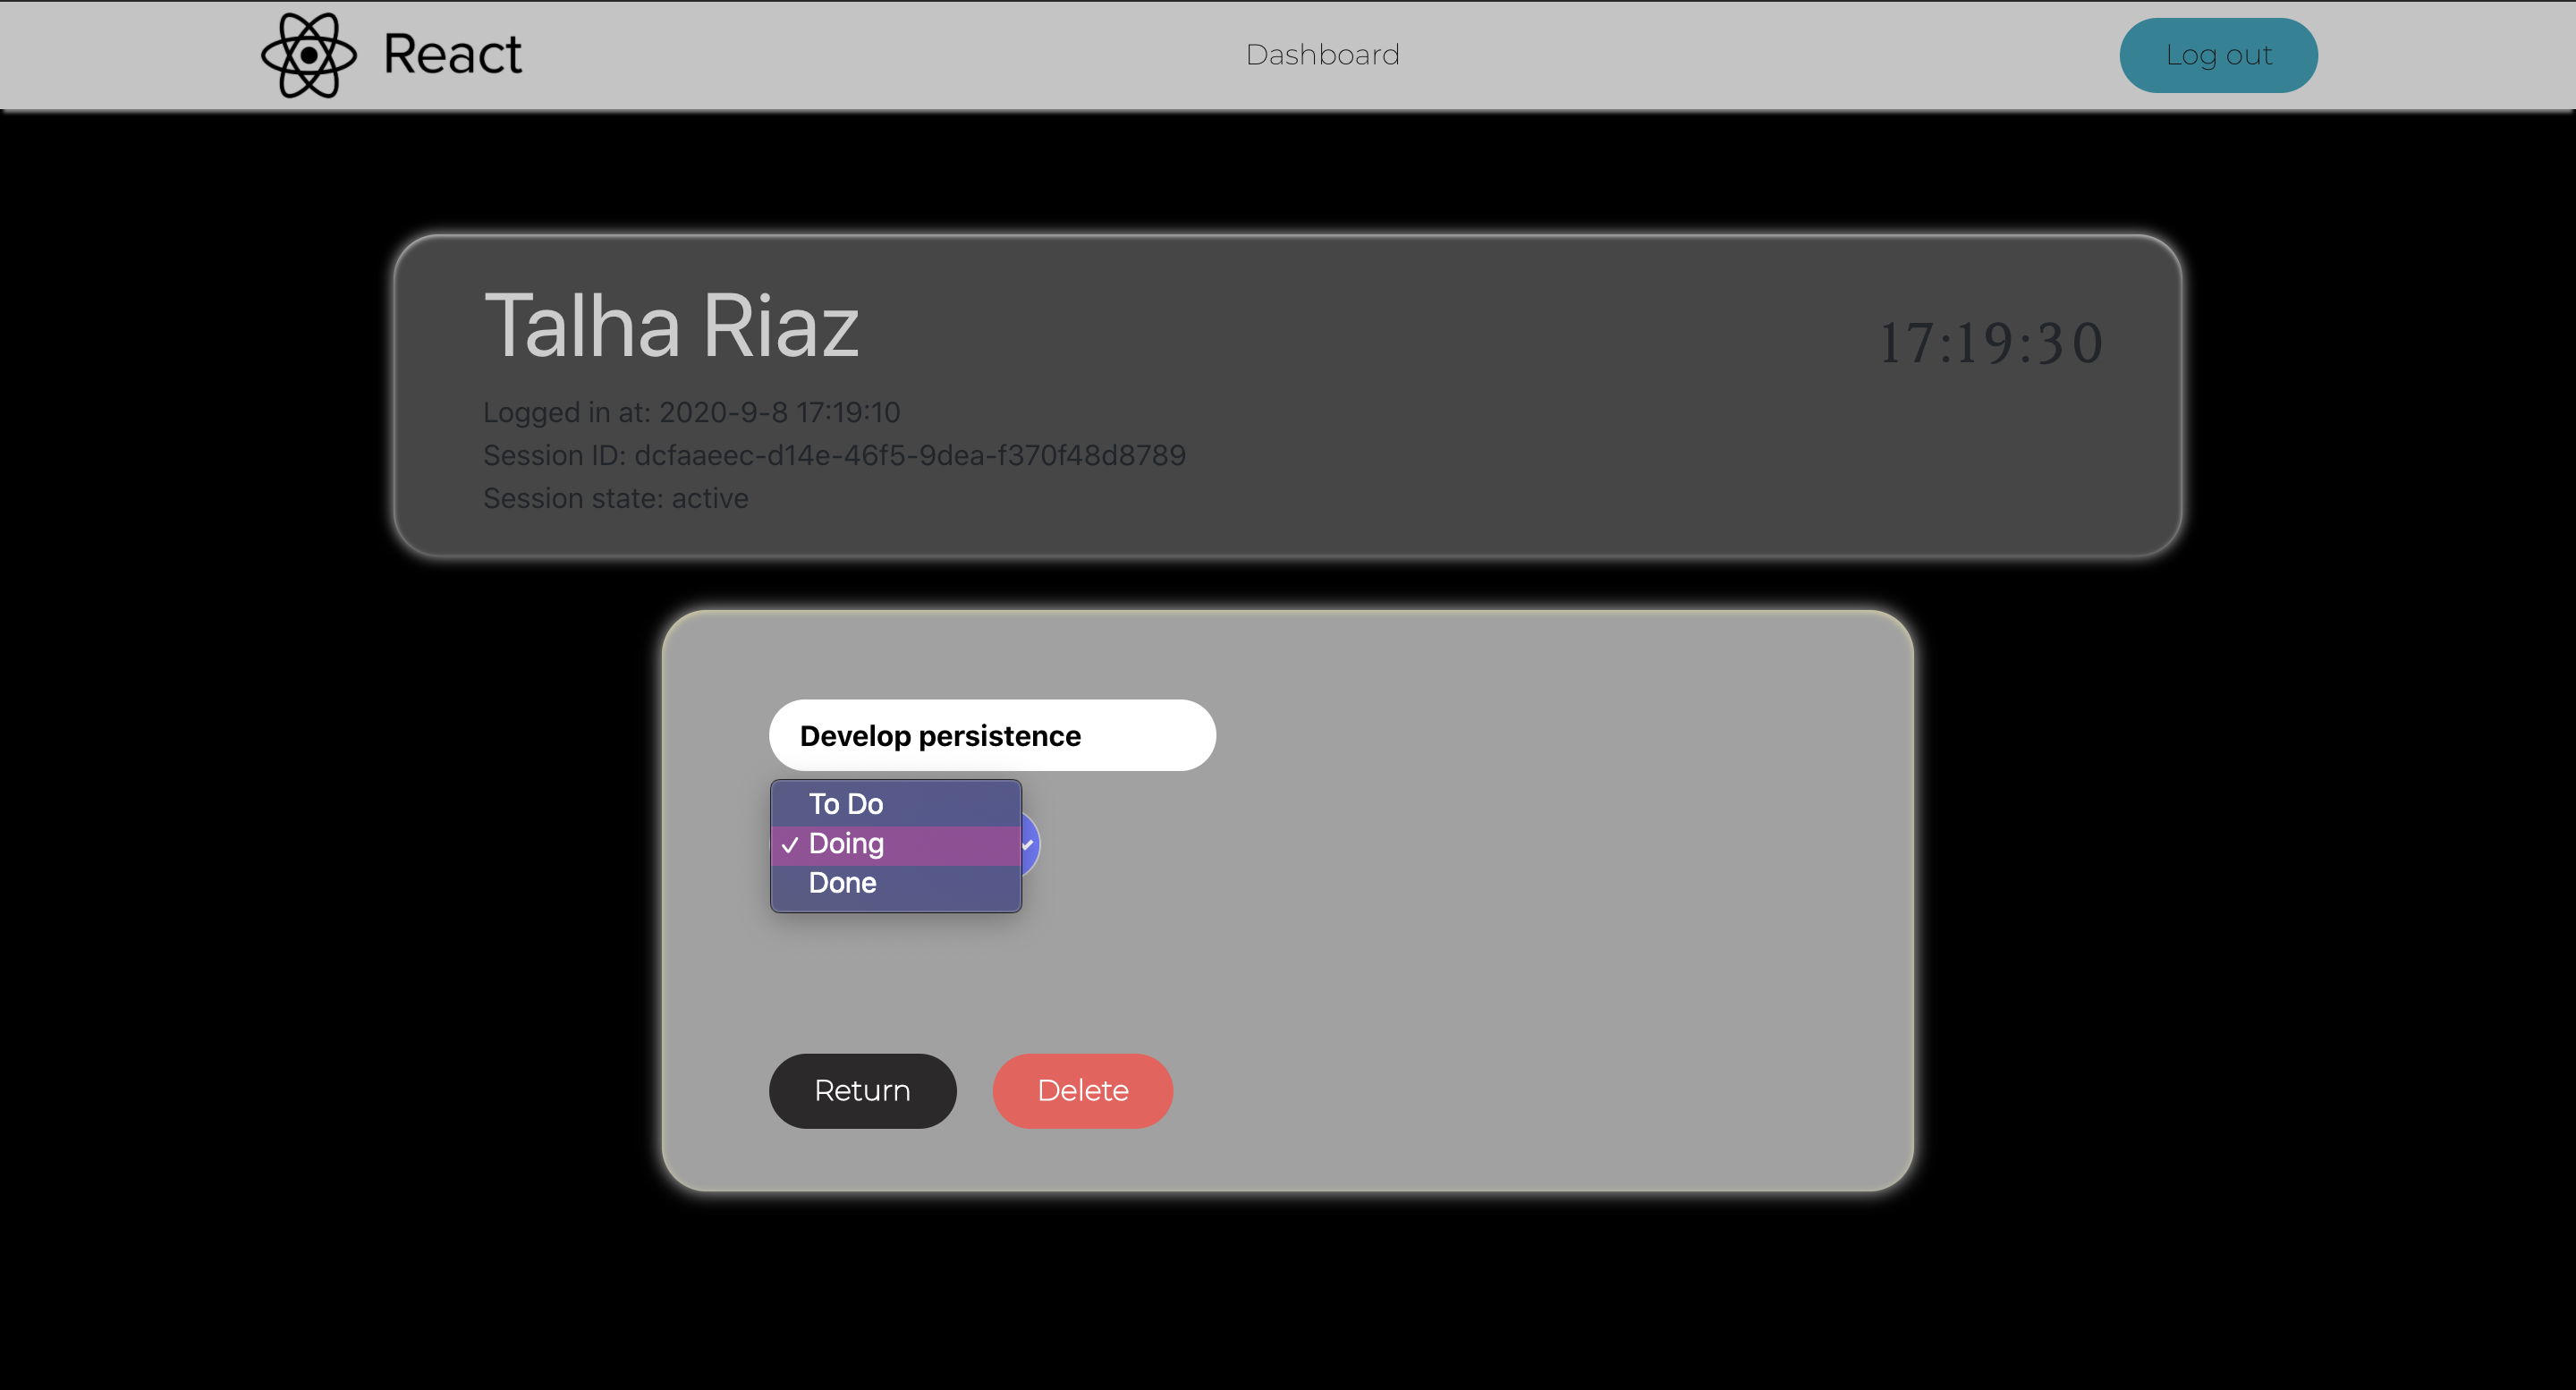 React
Dashboard
Log out
Talha Riaz
17:19:30
Logged in at: 2020-9-8 17:19:10
Session ID: dcfaaeec-d14e-46f5-9dea-f370f48d8789
Session state: active
Develop persistence
To Do
✓ Doing
Done
Return
Delete